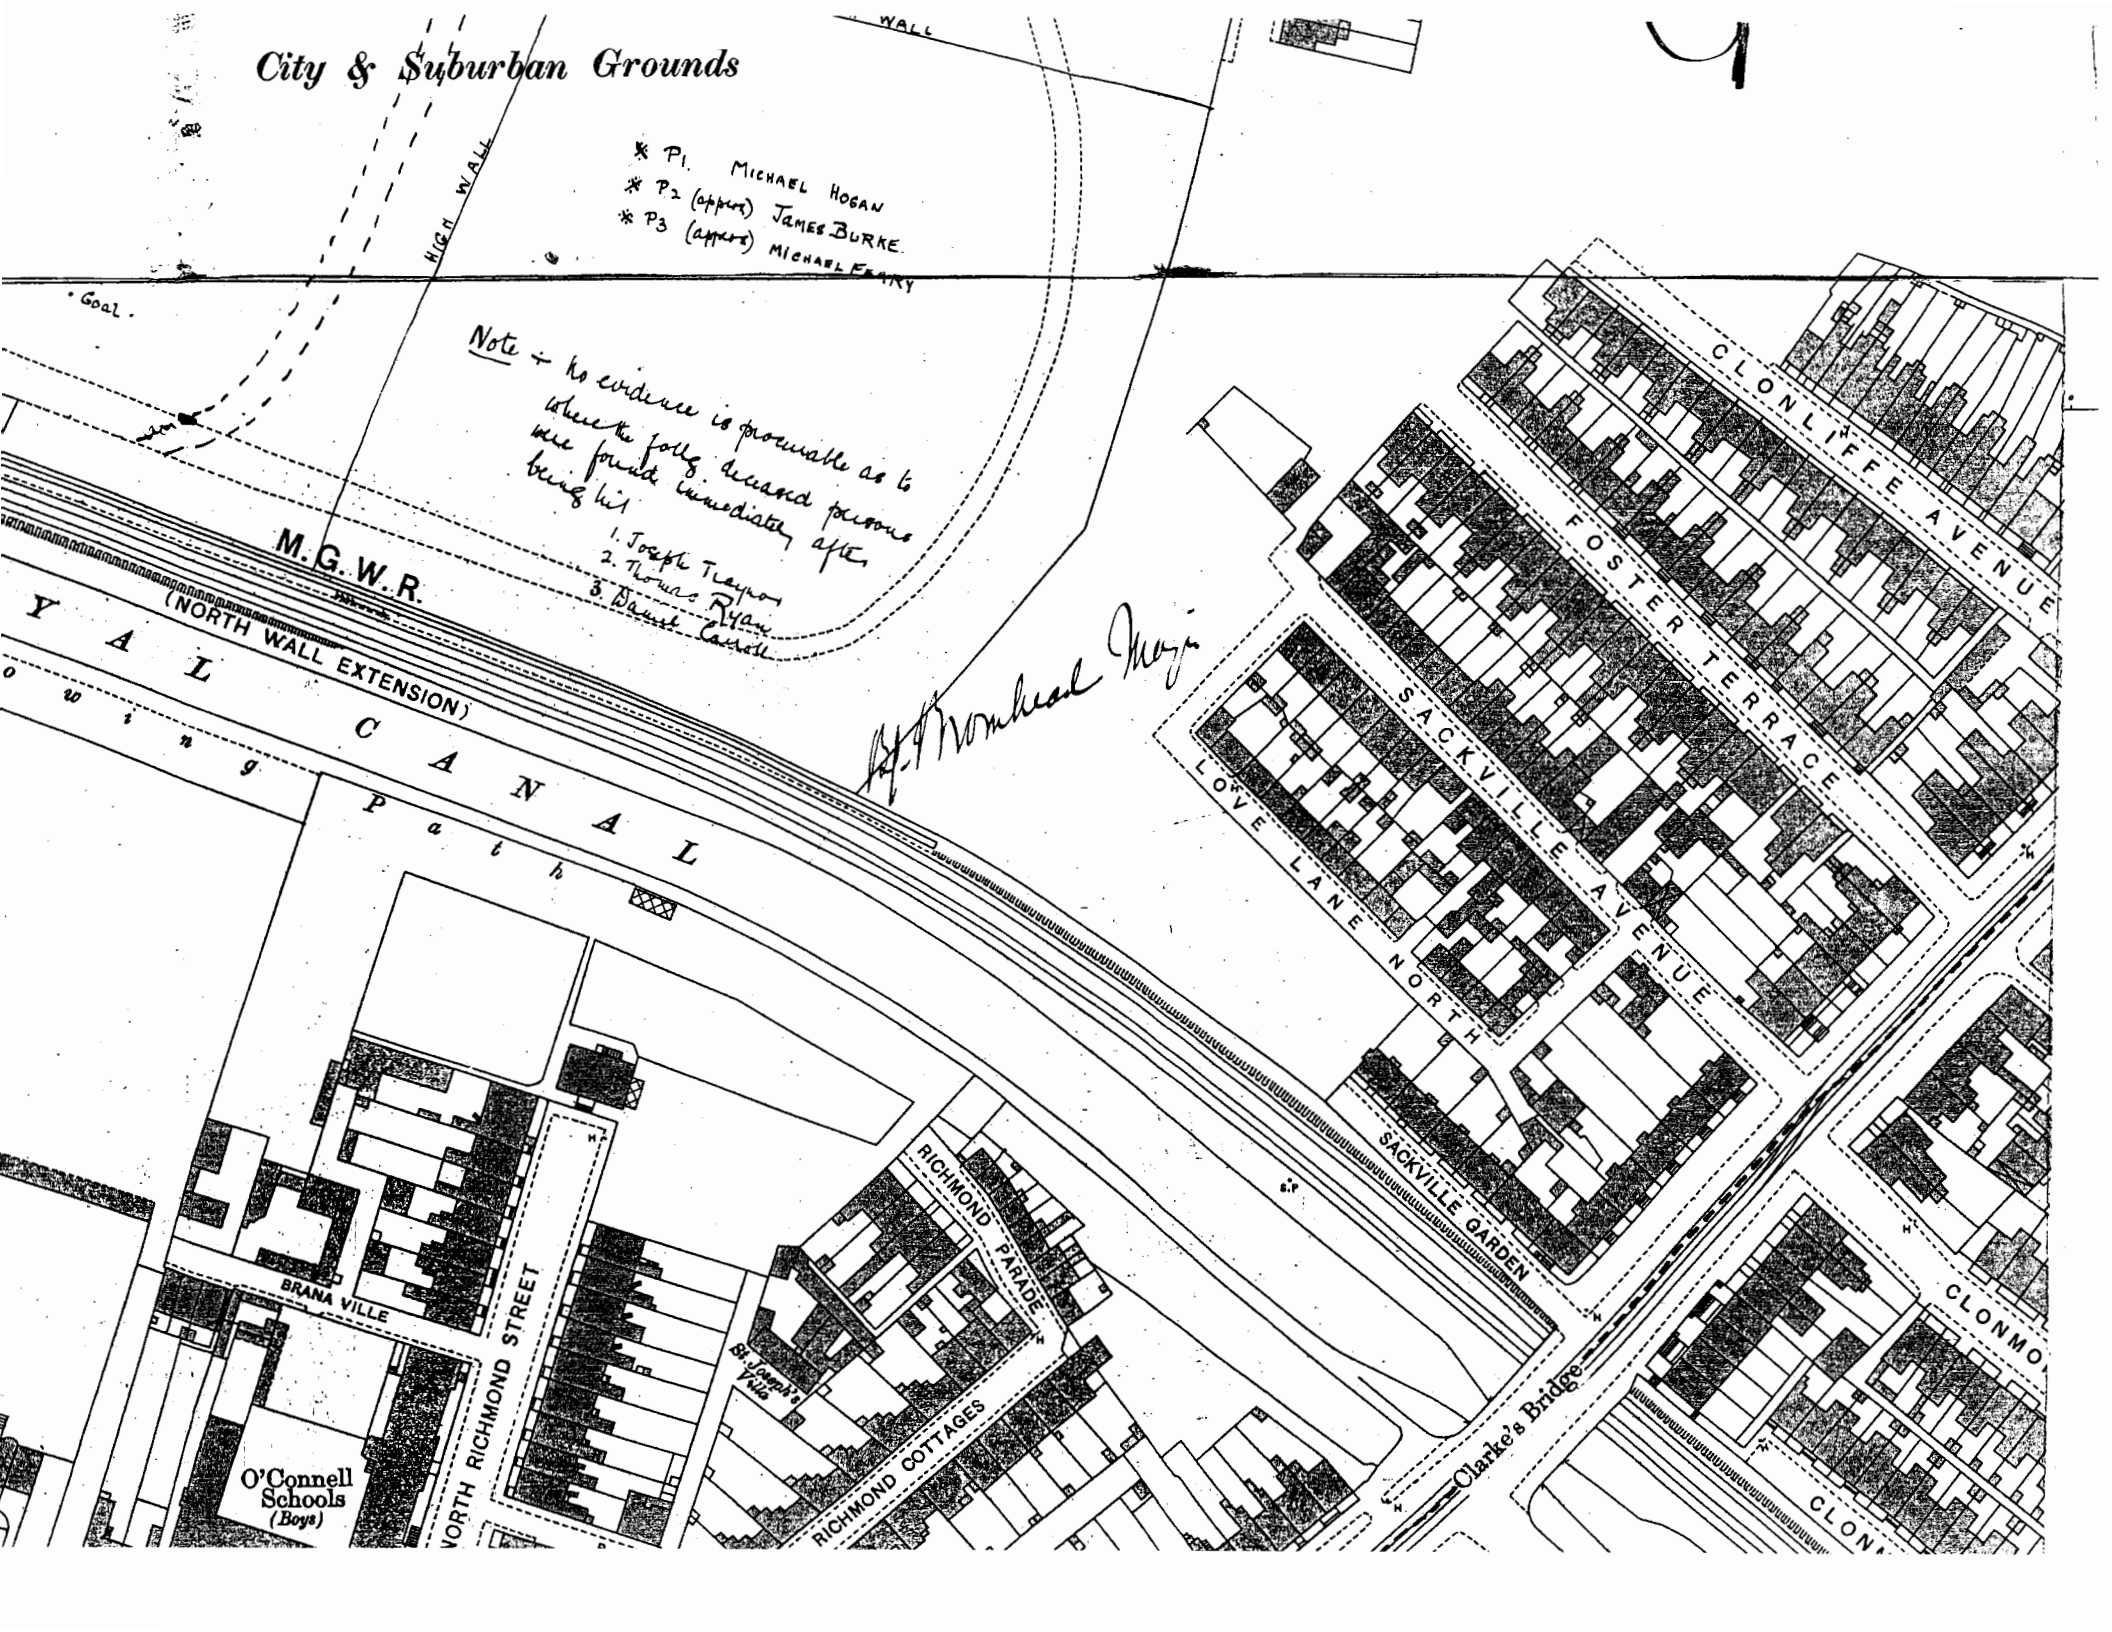 WALL
City & Suburban Grounds
HIGH WALL
* P1. MICHAEL HOGAN
* P2 (approx) JAMES BURKE.
* P3 (approx) MICHAEL FEARY
Goal.
Note ÷ No evidence is procurable as to
where the follg deceased persons
were found immediately after
being hit
1. Joseph Traynor
2. Thomas Ryan
3. Daniel Carroll
Major
M.G.W.R.
(NORTH WALL EXTENSION)
YAL CANAL
owing Path
CLONLIFFE AVENUE
FOSTER TERRACE
SACKVILLE AVENUE
LOVE LANE NORTH
SACKVILLE GARDEN
S.P
H
RICHMOND PARADE
BRANA VILLE
NORTH RICHMOND STREET
St. Joseph's
Villa
RICHMOND COTTAGES
O'Connell
Schools
(Boys)
Clarke's Bridge
CLONMO
CLONM